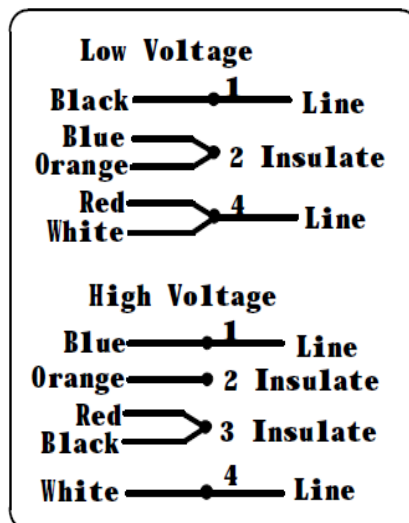 Low Voltage
Black 1 Line
Blue
Orange 2 Insulate
Red 4
White Line
High Voltage
Blue 1 Line
Orange 2 Insulate
Red
Black 3 Insulate
White 4 Line